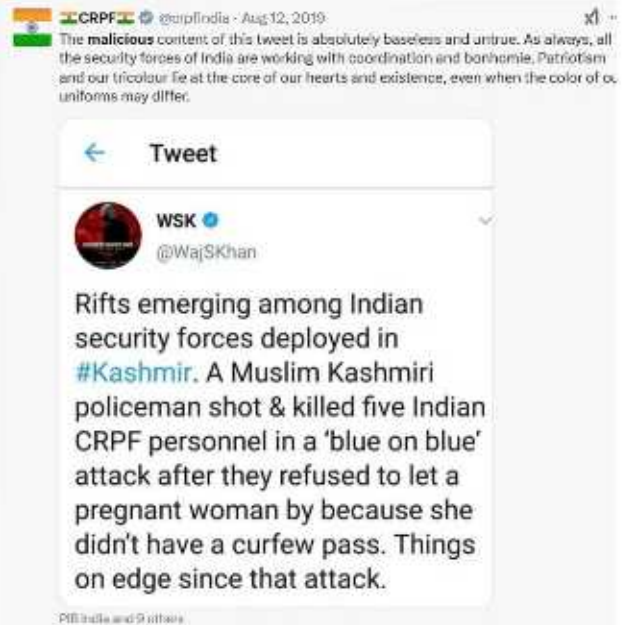 CRPF @crpfindia · Aug 12, 2019
The malicious content of this tweet is absolutely baseless and untrue. As always, all
the security forces of India are working with coordination and bonhomie. Patriotism
and our tricolour lie at the core of our hearts and existence, even when the color of ou
uniforms may differ.
Tweet
WSK
@WajSKhan
Rifts emerging among Indian
security forces deployed in
#Kashmir. A Muslim Kashmiri
policeman shot & killed five Indian
CRPF personnel in a ‘blue on blue’
attack after they refused to let a
pregnant woman by because she
didn't have a curfew pass. Things
on edge since that attack.
PIB India and 9 others